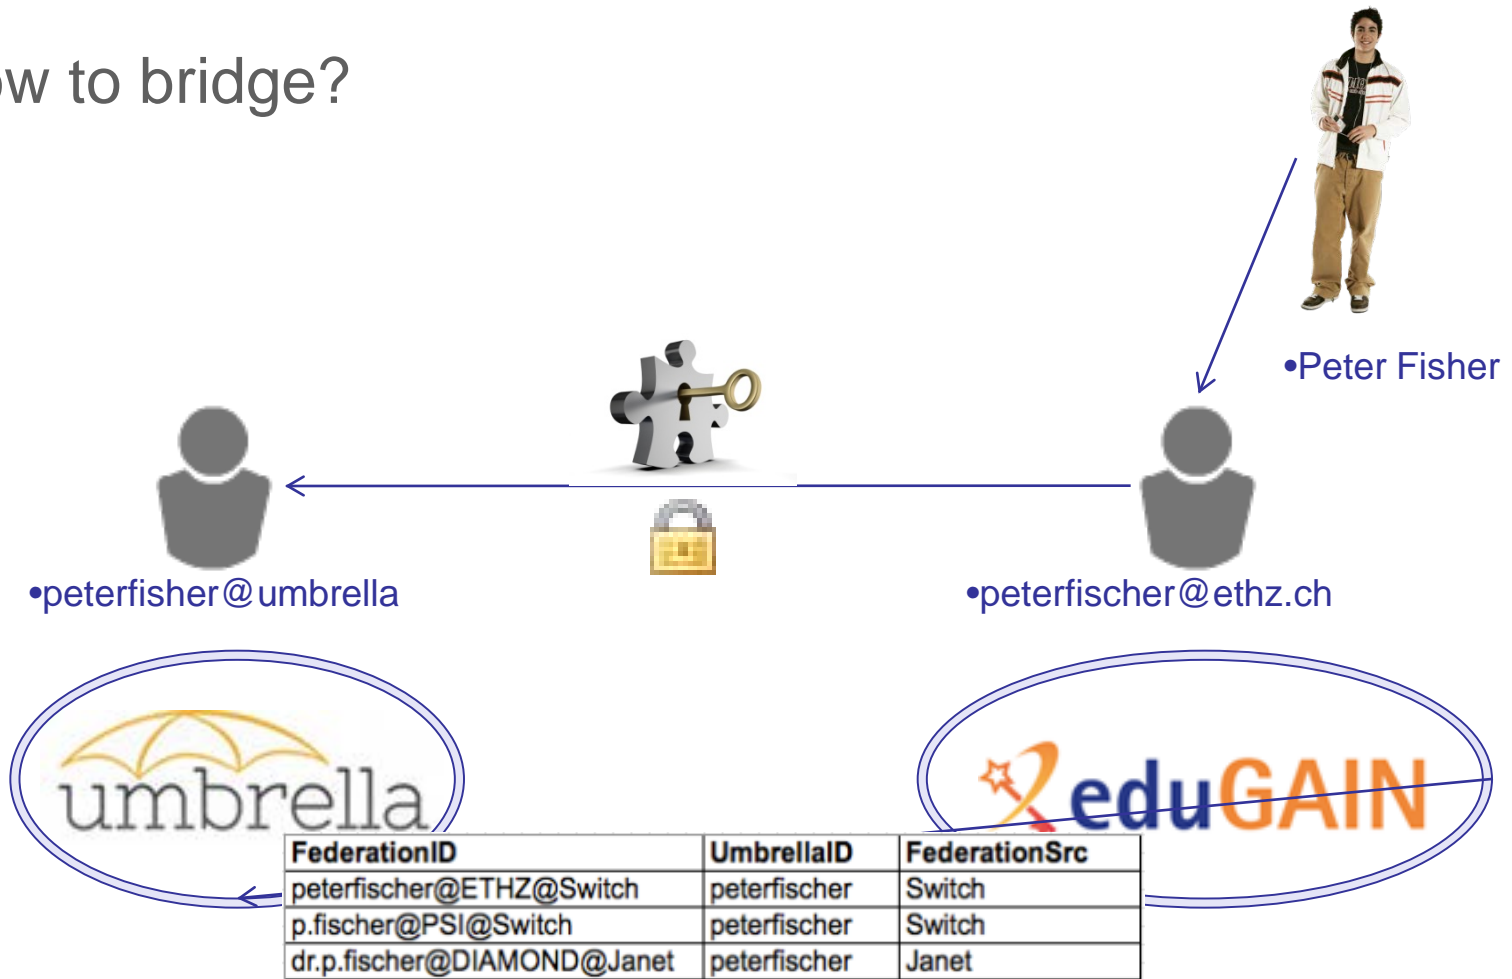 ow to bridge?
•Peter Fisher
•peterfisher@umbrella
•peterfischer@ethz.ch
umbrella
eduGAIN
FederationID UmbrellaID FederationSrc
peterfischer@ETHZ@Switch peterfischer Switch
p.fischer@PSI@Switch peterfischer Switch
dr.p.fischer@DIAMOND@Janet peterfischer Janet